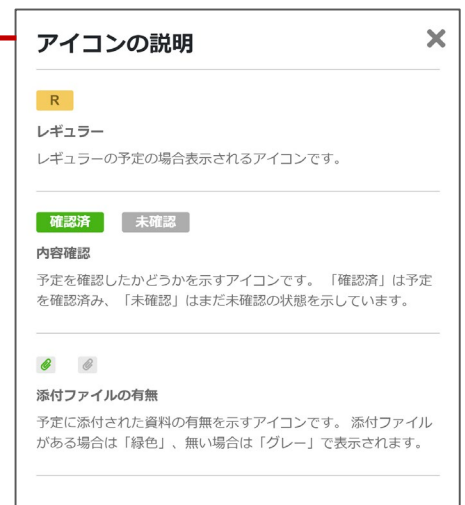 アイコンの説明
R
レギュラー
レギュラーの予定の場合表示されるアイコンです。
確認済 未確認
内容確認
予定を確認したかどうかを示すアイコンです。 「確認済」は予定
を確認済み、「未確認」はまだ未確認の状態を示しています。
添付ファイルの有無
予定に添付された資料の有無を示すアイコンです。 添付ファイル
がある場合は「緑色」、無い場合は「グレー」で表示されます。